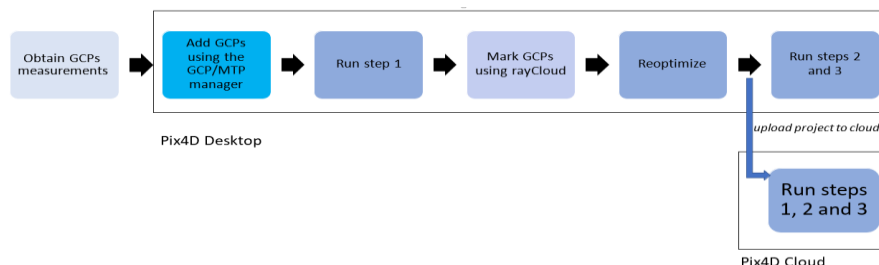 Obtain GCPs
measurements
Add GCPs
using the
GCP/MTP
manager
Run step 1
Mark GCPs
using rayCloud
Reoptimize
Run steps 2
and 3
Pix4D Desktop
upload project to cloud
Run steps
1, 2 and 3
Pix4D Cloud